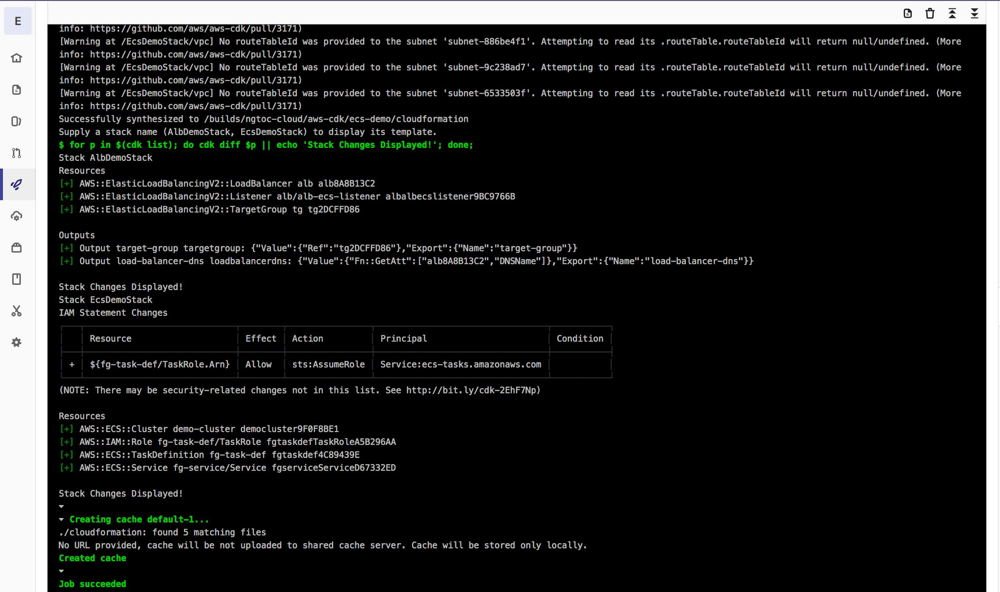 E
info: https://github.com/aws/aws-cdk/pull/3171)
[Warning at /EcsDemoStack/vpc] No routeTableId was provided to the subnet 'subnet-886be4f1'. Attempting to read its .routeTable.routeTableId will return null/undefined. (More
info: https://github.com/aws/aws-cdk/pull/3171)
[Warning at /EcsDemoStack/vpc] No routeTableId was provided to the subnet 'subnet-9c238ad7'. Attempting to read its .routeTable.routeTableId will return null/undefined. (More
info: https://github.com/aws/aws-cdk/pull/3171)
[Warning at /EcsDemoStack/vpc] No routeTableId was provided to the subnet 'subnet-6533503f'. Attempting to read its .routeTable.routeTableId will return null/undefined. (More
info: https://github.com/aws/aws-cdk/pull/3171)
Successfully synthesized to /builds/ngtoc-cloud/aws-cdk/ecs-demo/cloudformation
Supply a stack name (AlbDemoStack, EcsDemoStack) to display its template.
$ for p in $(cdk list); do cdk diff $p || echo 'Stack Changes Displayed!'; done;
Stack AlbDemoStack
Resources
[+] AWS::ElasticLoadBalancingV2::LoadBalancer alb alb8A8B13C2
[+] AWS::ElasticLoadBalancingV2::Listener alb/alb-ecs-listener albalbecslistener9BC9766B
[+] AWS::ElasticLoadBalancingV2::TargetGroup tg tg2DCFFD86
Outputs
[+] Output target-group targetgroup: {"Value":{"Ref":"tg2DCFFD86"},"Export":{"Name":"target-group"}}
[+] Output load-balancer-dns loadbalancerdns: {"Value":{"Fn::GetAtt":["alb8A8B13C2","DNSName"]},"Export":{"Name":"load-balancer-dns"}}
Stack Changes Displayed!
Stack EcsDemoStack
IAM Statement Changes
Resource Effect Action Principal Condition
+ ${fg-task-def/TaskRole.Arn} Allow sts:AssumeRole Service:ecs-tasks.amazonaws.com
(NOTE: There may be security-related changes not in this list. See http://bit.ly/cdk-2EhF7Np)
Resources
[+] AWS::ECS::Cluster demo-cluster democluster9F0F8BE1
[+] AWS::IAM::Role fg-task-def/TaskRole fgtaskdefTaskRoleA5B296AA
[+] AWS::ECS::TaskDefinition fg-task-def fgtaskdef4C89439E
[+] AWS::ECS::Service fg-service/Service fgserviceServiceD67332ED
Stack Changes Displayed!
Creating cache default-1...
./cloudformation: found 5 matching files
No URL provided, cache will be not uploaded to shared cache server. Cache will be stored only locally.
Created cache
Job succeeded